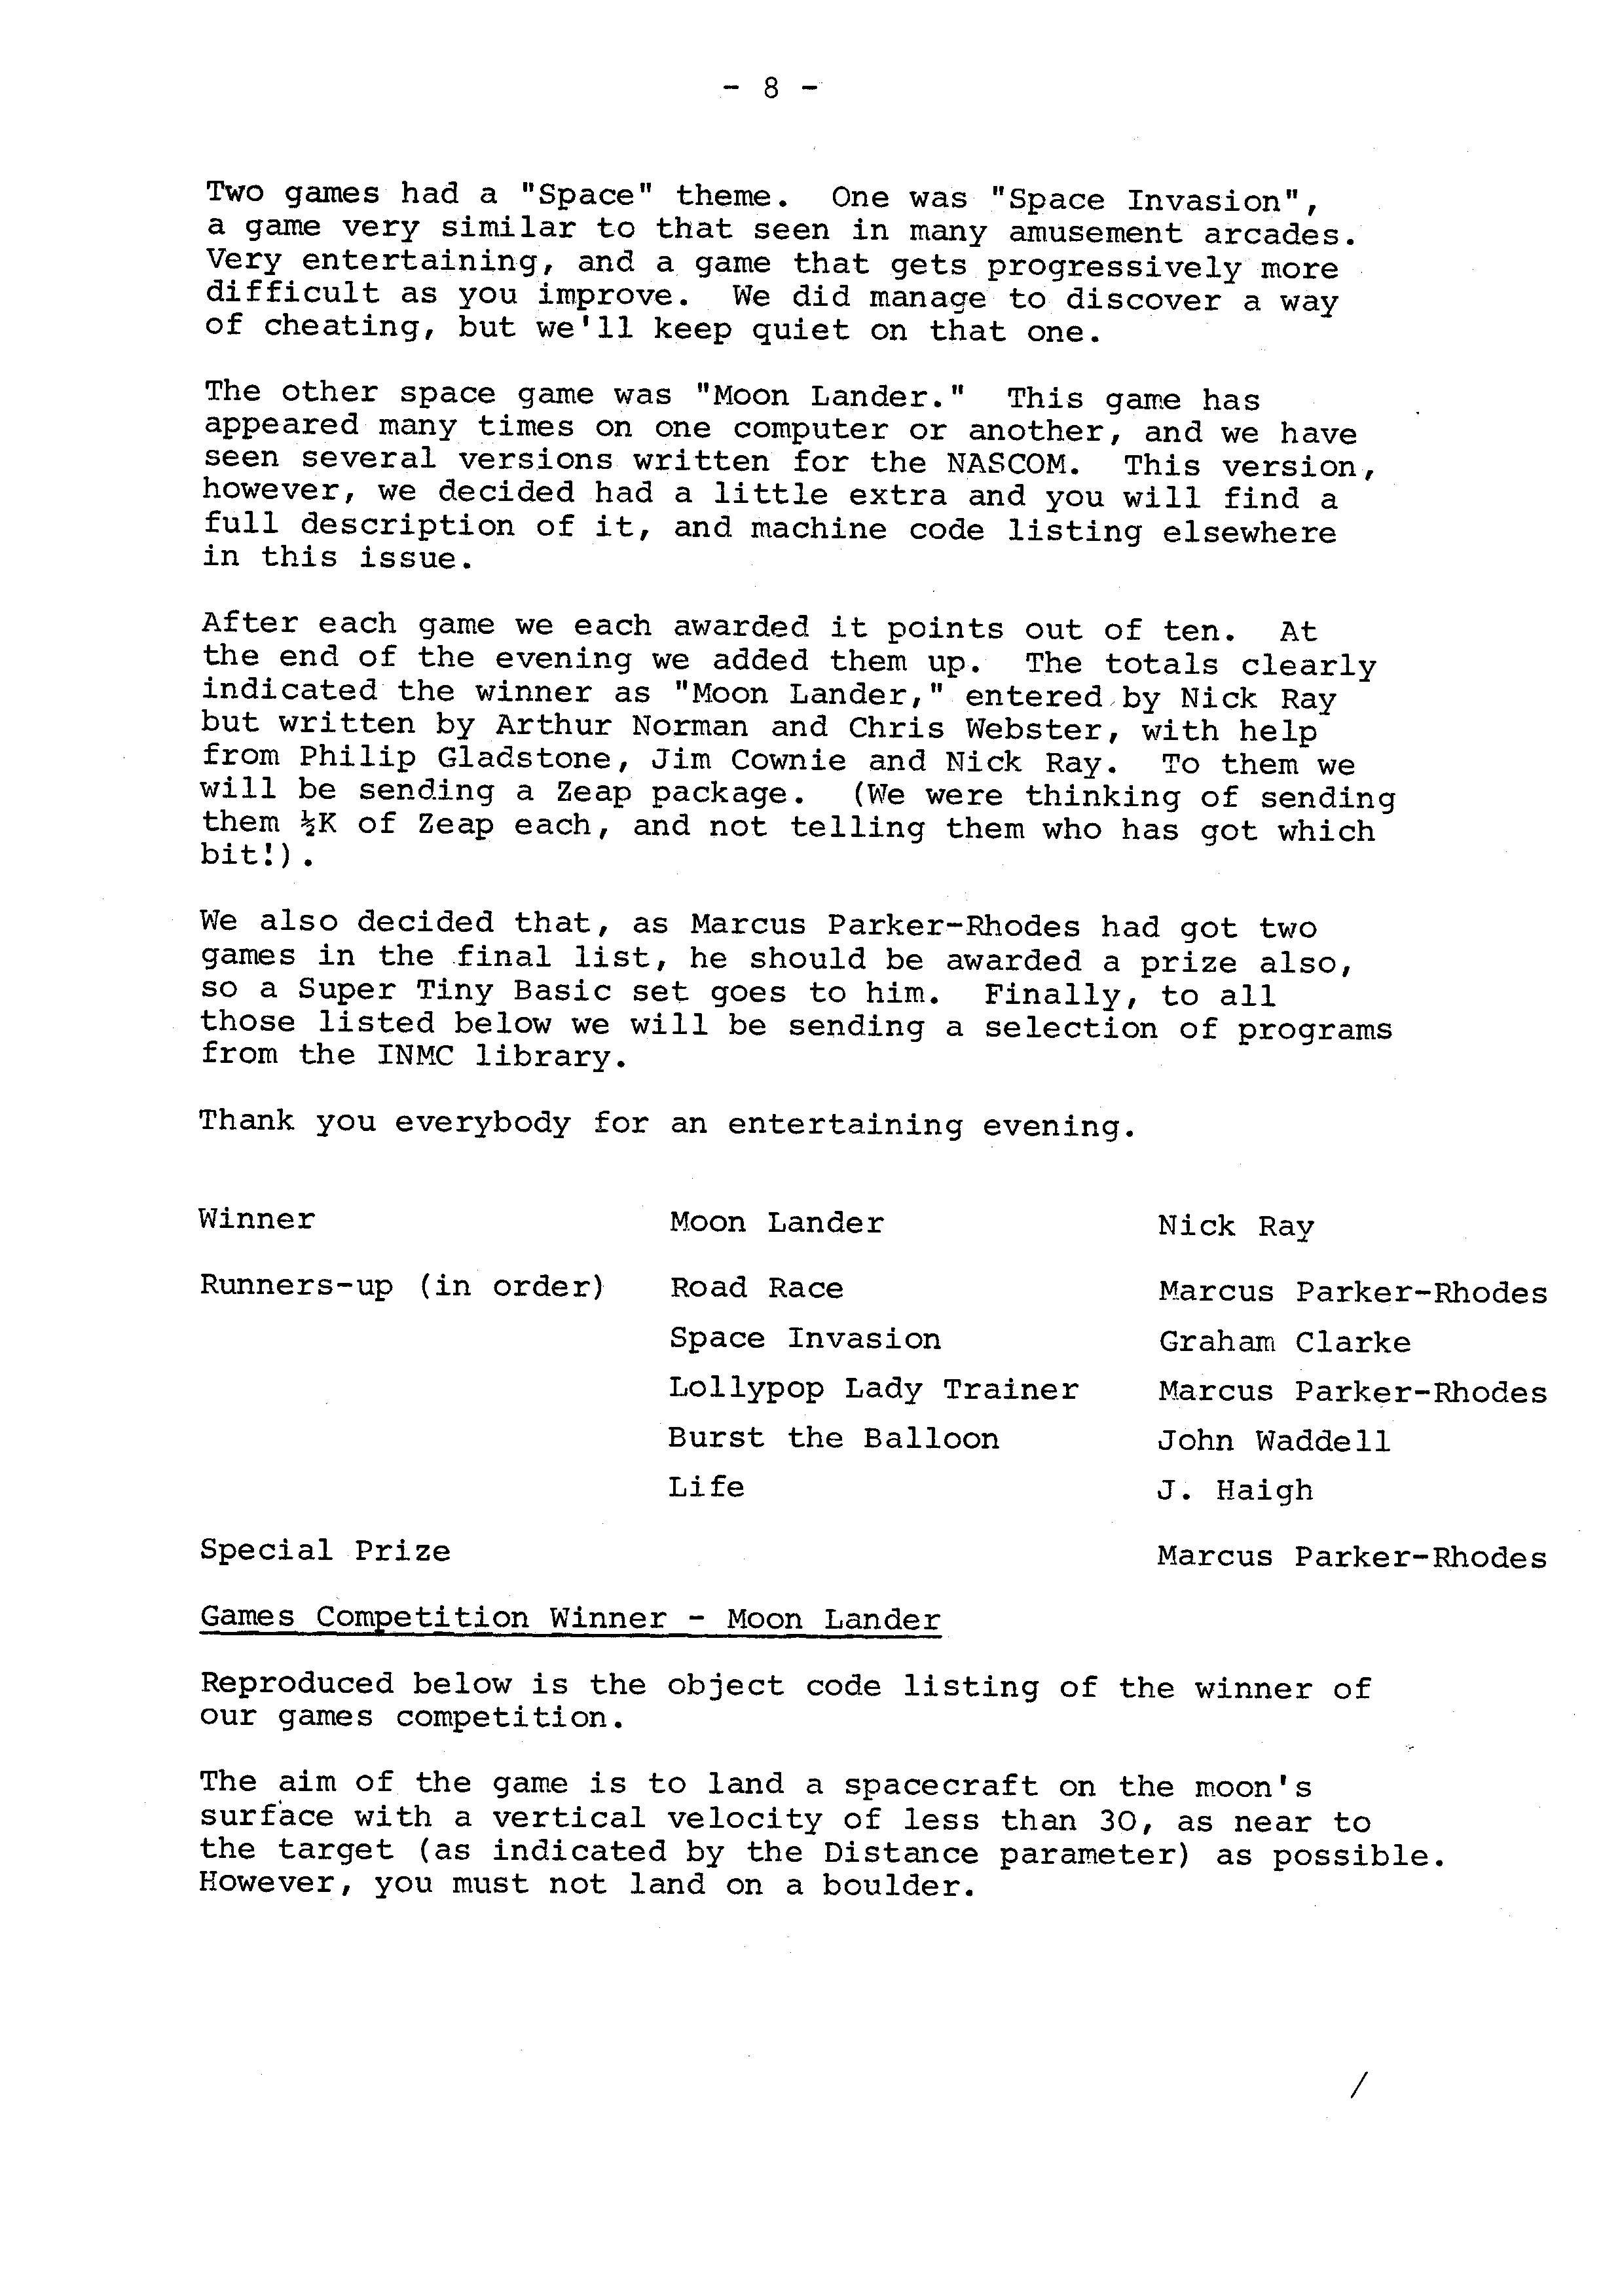 - 8 -
Two games had a "Space" theme. One was "Space Invasion",
a game very similar to that seen in many amusement arcades.
Very entertaining, and a game that gets progressively more
difficult as you improve. We did manage to discover a way
of cheating, but we'll keep quiet on that one.
The other space game was "Moon Lander." This game has
appeared many times on one computer or another, and we have
seen several versions written for the NASCOM. This version,
however, we decided had a little extra and you will find a
full description of it, and machine code listing elsewhere
in this issue.
After each game we each awarded it points out of ten. At
the end of the evening we added them up. The totals clearly
indicated the winner as "Moon Lander," entered by Nick Ray
but written by Arthur Norman and Chris Webster, with help
from Philip Gladstone, Jim Cownie and Nick Ray. To them we
will be sending a Zeap package. (We were thinking of sending
them ½K of Zeap each, and not telling them who has got which
bit!).
We also decided that, as Marcus Parker-Rhodes had got two
games in the final list, he should be awarded a prize also,
so a Super Tiny Basic set goes to him. Finally, to all
those listed below we will be sending a selection of programs
from the INMC library.
Thank you everybody for an entertaining evening.
Winner Moon Lander Nick Ray
Runners-up (in order) Road Race Marcus Parker-Rhodes
Space Invasion Graham Clarke
Lollypop Lady Trainer Marcus Parker-Rhodes
Burst the Balloon John Waddell
Life J. Haigh
Special Prize Marcus Parker-Rhodes
Games Competition Winner - Moon Lander
Reproduced below is the object code listing of the winner of
our games competition.
The aim of the game is to land a spacecraft on the moon's
surface with a vertical velocity of less than 30, as near to
the target (as indicated by the Distance parameter) as possible.
However, you must not land on a boulder.
/